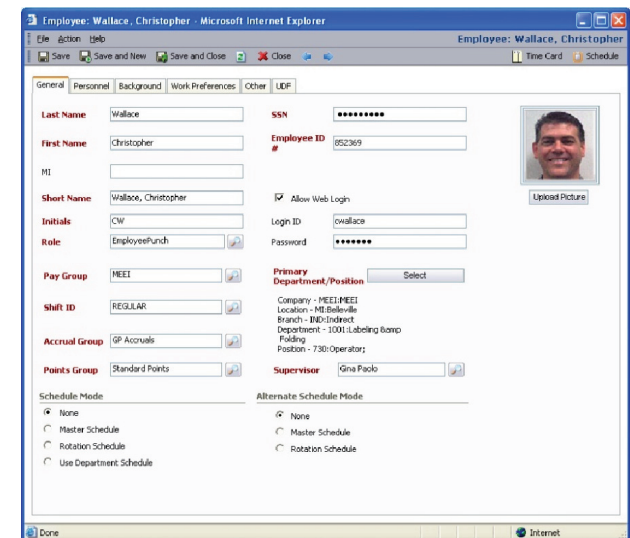 Employee: Wallace, Christopher - Microsoft Internet Explorer
File Action Help Employee: Wallace, Christopher
Save Save and New Save and Close Close Time Card Schedule
General Personnel Background Work Preferences Other UDF
Last Name Wallace SSN •••••••••
First Name Christopher Employee ID # 852369
MI
Upload Picture
Short Name Wallace, Christopher Allow Web Login
Initials CW Login ID cwallace
Role EmployeePunch Password •••••••
Pay Group MEEI Primary Department/Position Select
Company - MEEI:MEEI
Location - MI:Belleville
Shift ID REGULAR Branch - IND:Indirect
Department - 1001:Labeling &amp
Folding
Accrual Group GP Accruals Position - 730:Operator;
Points Group Standard Points Supervisor Gina Paolo
Schedule Mode Alternate Schedule Mode
None None
Master Schedule Master Schedule
Rotation Schedule Rotation Schedule
Use Department Schedule
Done Internet